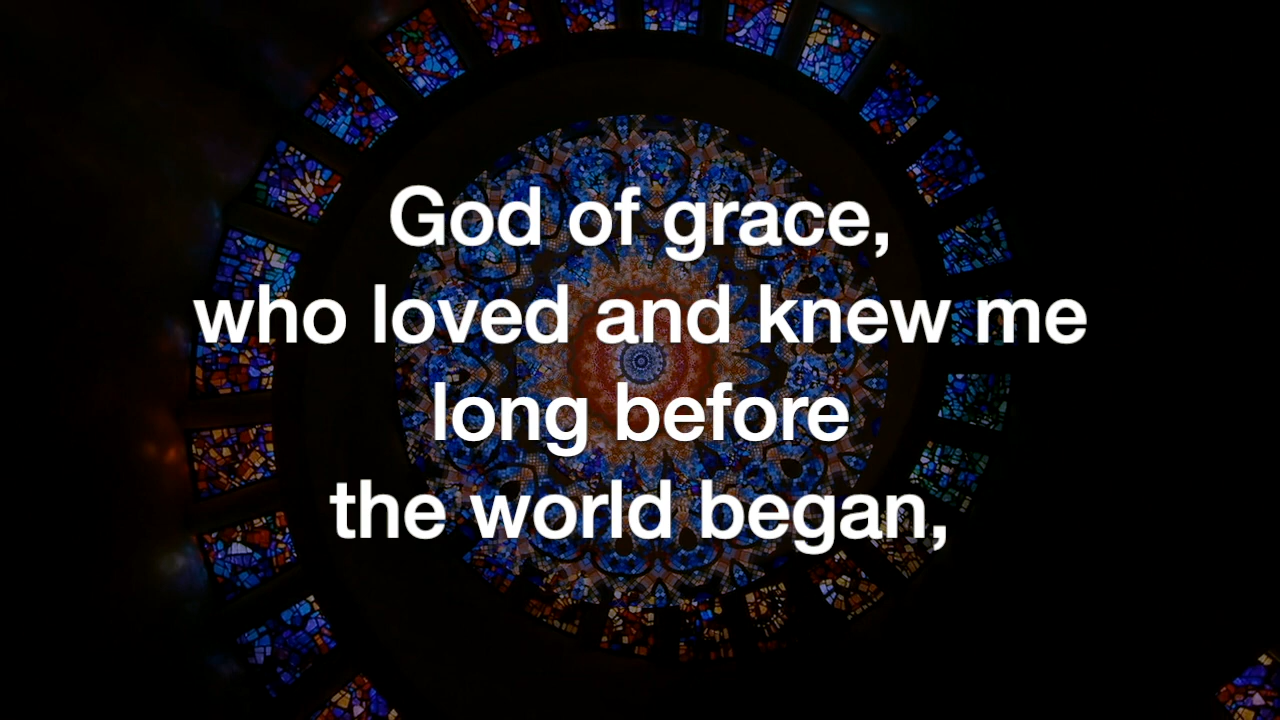 God of grace,
who loved and knew me
long before
the world began,